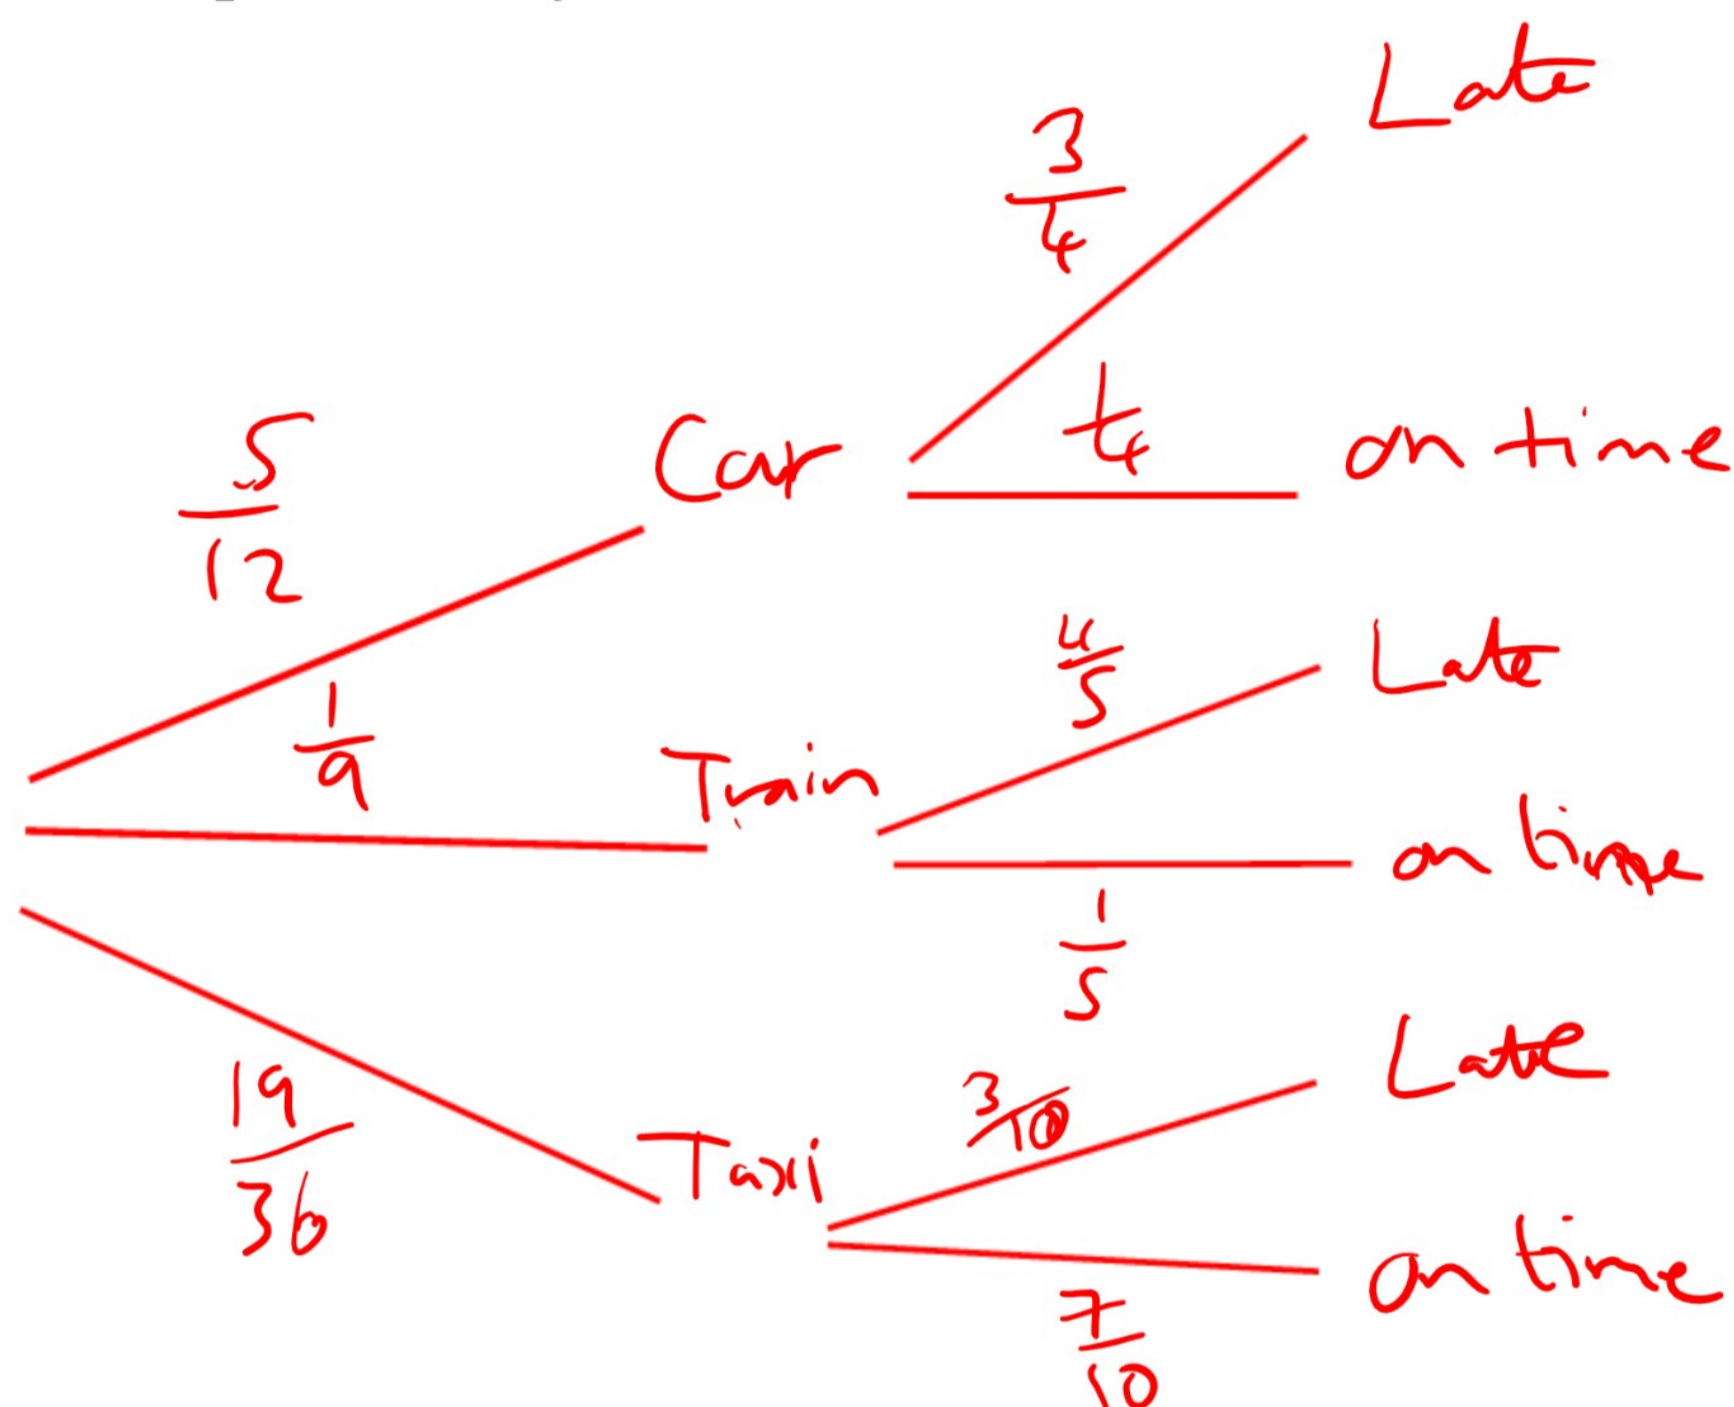 Late
3/4
1/4
on time
5/12
Car
4/5
Late
1/9
Train
on time
1/5
Late
3/10
19/36
Taxi
on time
7/10